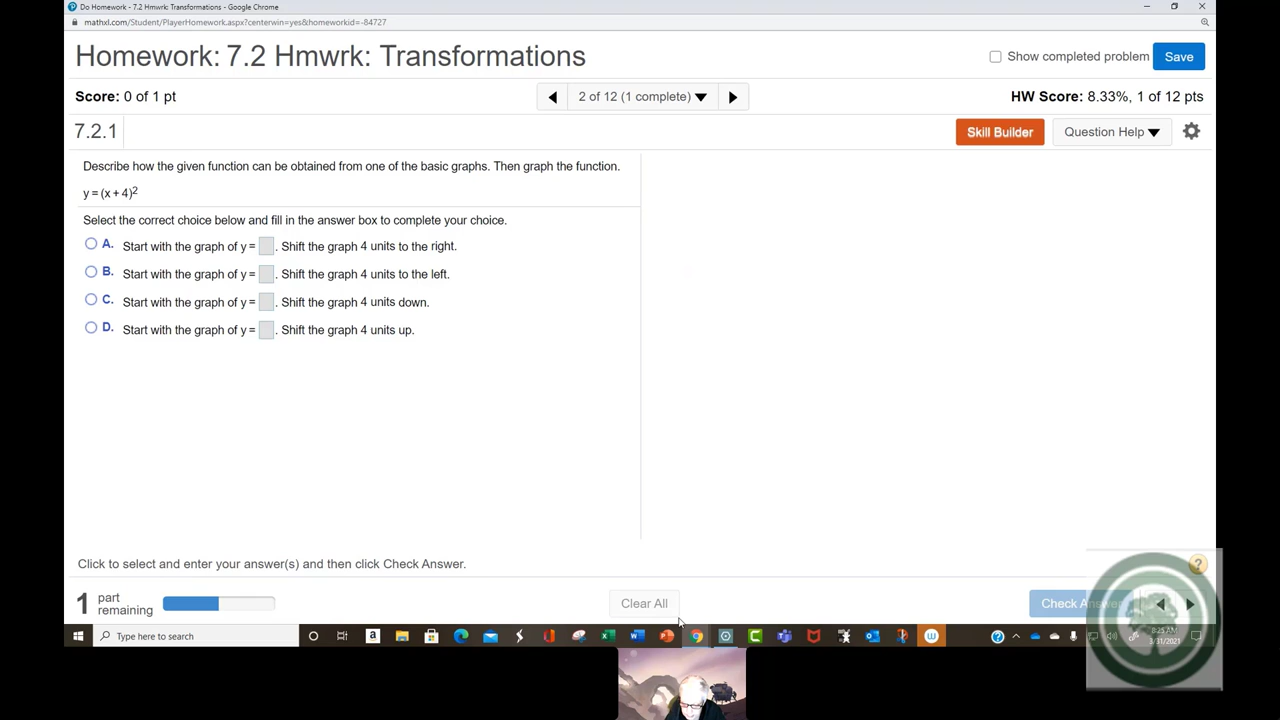 Do Homework - 7.2 Hmwrk: Transformations - Google Chrome
mathxl.com/Student/PlayerHomework.aspx?centerwin=yes&homeworkid=-84727
Homework: 7.2 Hmwrk: Transformations
Show completed problem
Save
Score: 0 of 1 pt
2 of 12 (1 complete)
HW Score: 8.33%, 1 of 12 pts
7.2.1
Skill Builder
Question Help
Describe how the given function can be obtained from one of the basic graphs. Then graph the function.
y = (x + 4)²
Select the correct choice below and fill in the answer box to complete your choice.
A. Start with the graph of y = . Shift the graph 4 units to the right.
B. Start with the graph of y = . Shift the graph 4 units to the left.
C. Start with the graph of y = . Shift the graph 4 units down.
D. Start with the graph of y = . Shift the graph 4 units up.
Click to select and enter your answer(s) and then click Check Answer.
?
1 part remaining
Clear All
Check Answer
Type here to search
8:25 AM
3/31/2021